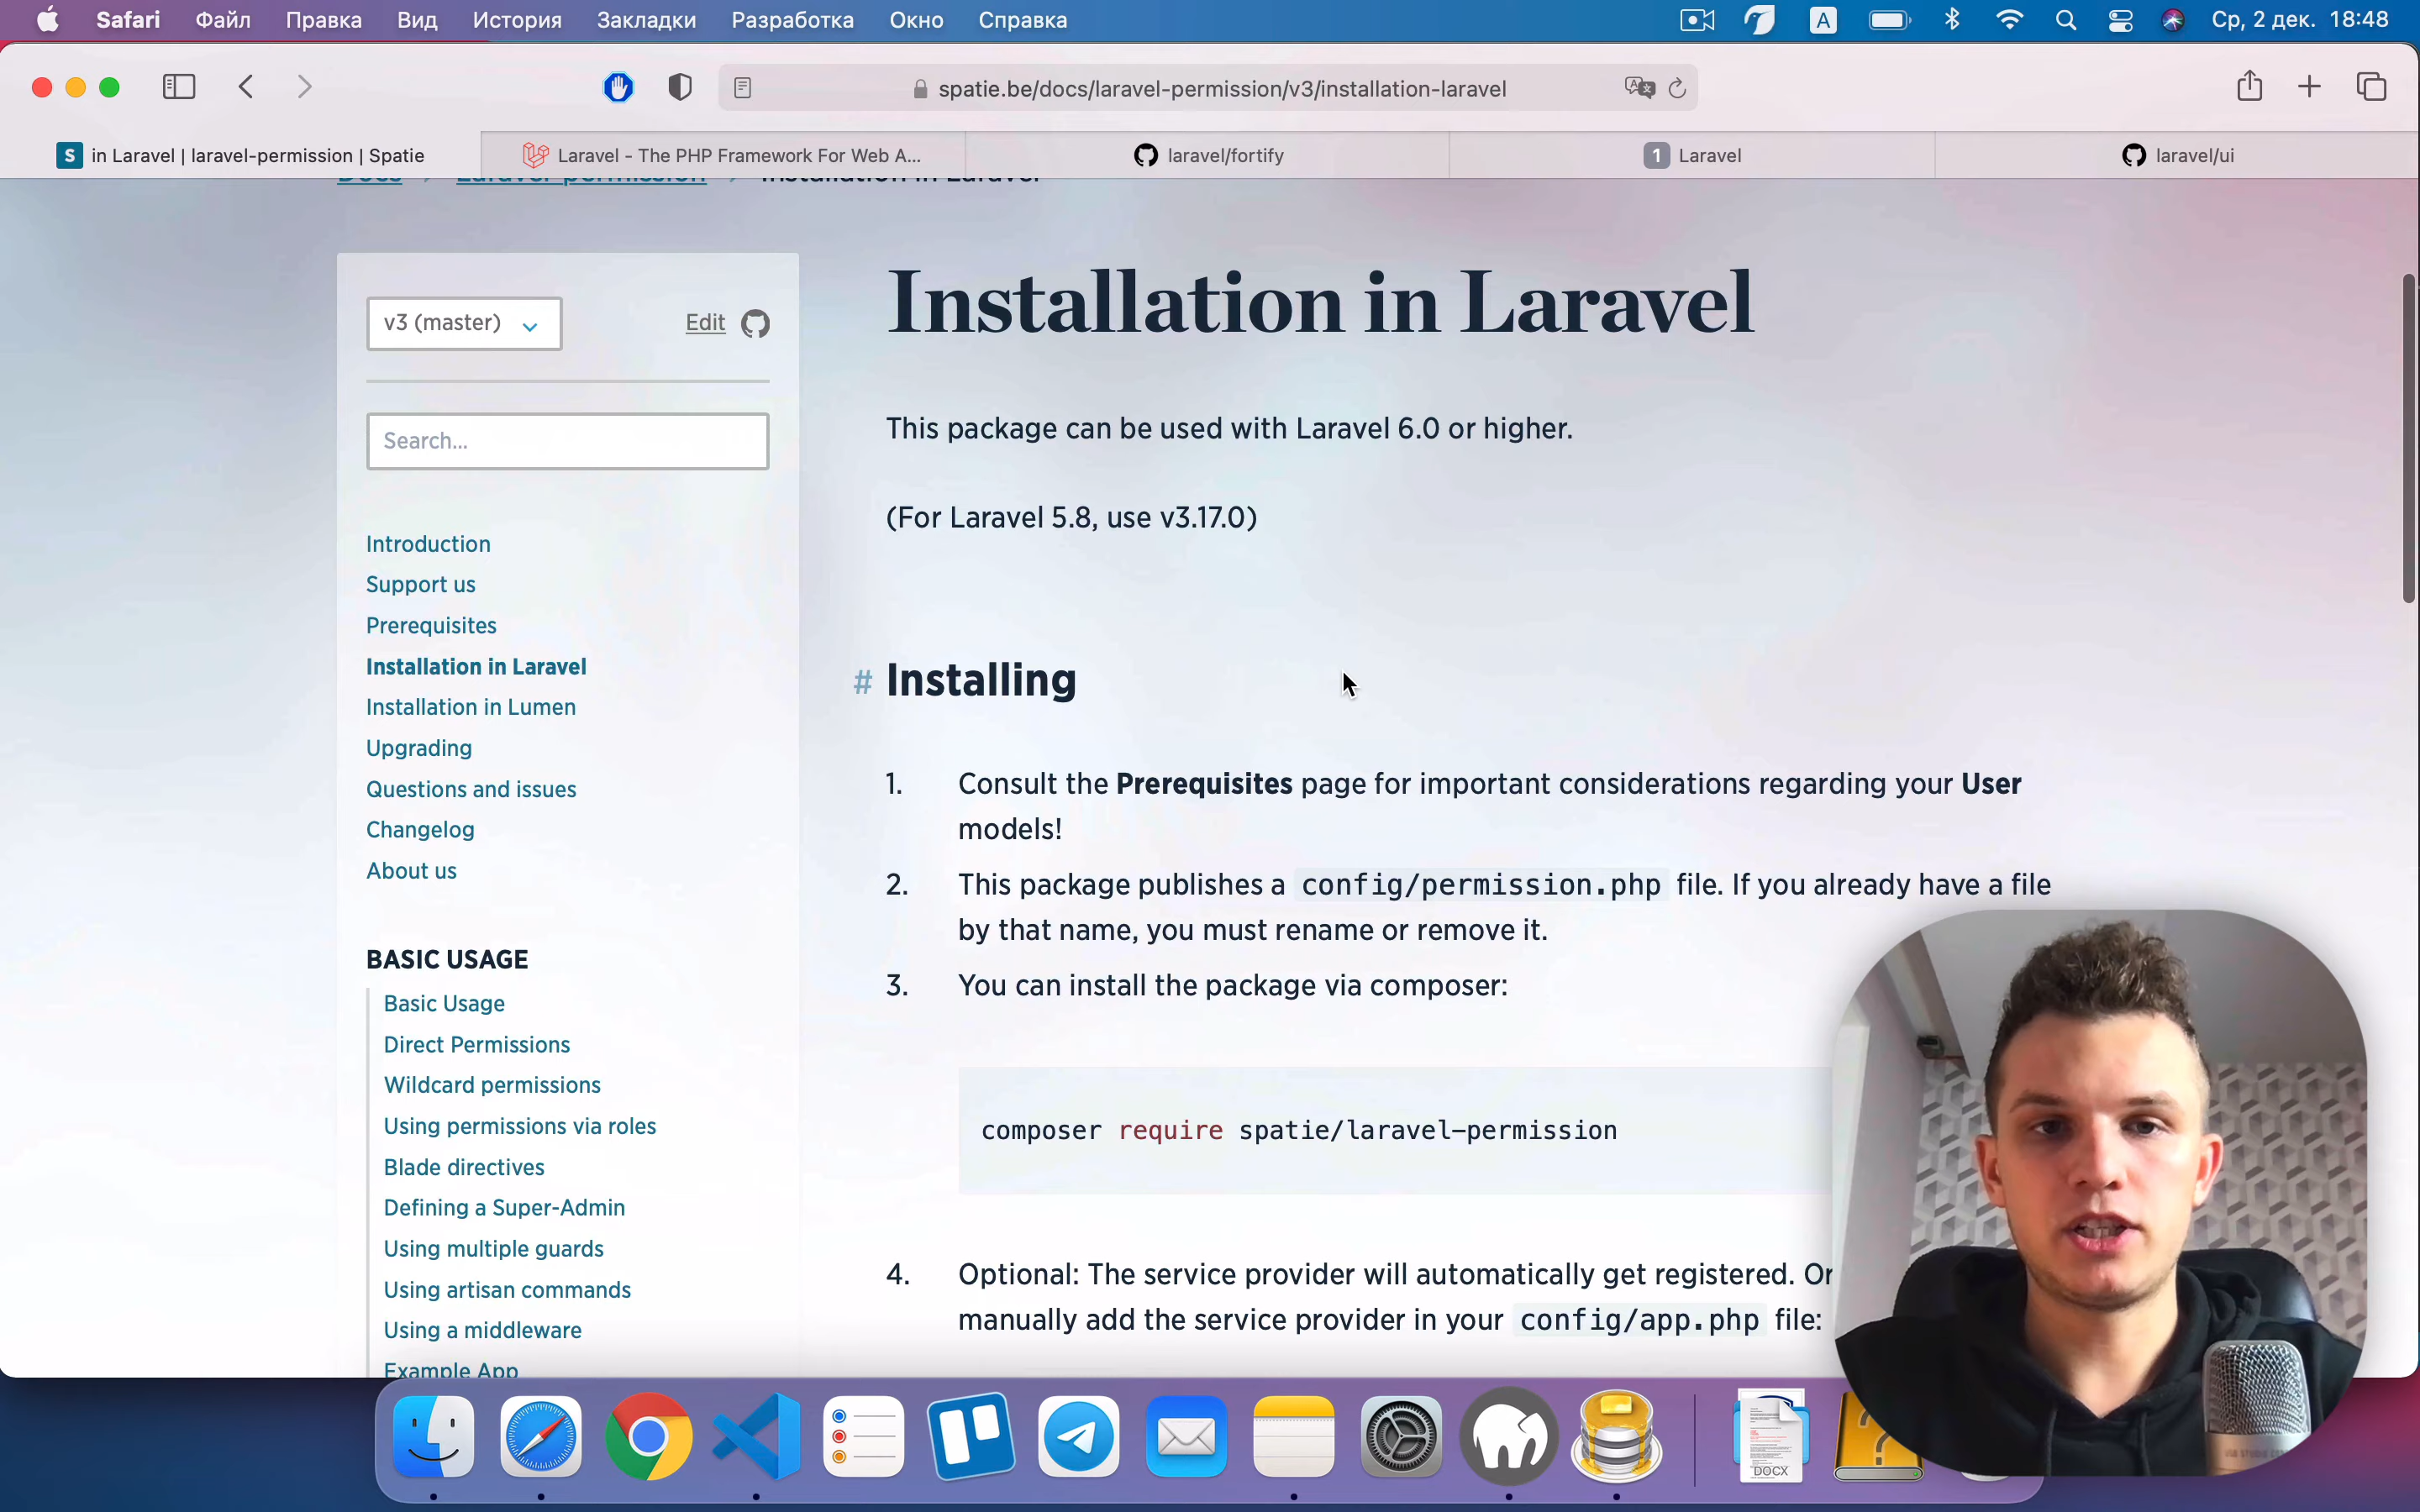 Safari Файл Правка Вид История Закладки Разработка Окно Справка A Ср, 2 дек. 18:48
spatie.be/docs/laravel-permission/v3/installation-laravel
S in Laravel | laravel-permission | Spatie
Laravel - The PHP Framework For Web A...
laravel/fortify
1 Laravel
laravel/ui
Docs Laravel-permission Installation in Laravel
v3 (master)
Edit
Search...
Introduction
Support us
Prerequisites
Installation in Laravel
Installation in Lumen
Upgrading
Questions and issues
Changelog
About us
BASIC USAGE
Basic Usage
Direct Permissions
Wildcard permissions
Using permissions via roles
Blade directives
Defining a Super-Admin
Using multiple guards
Using artisan commands
Using a middleware
Example App
Installation in Laravel
This package can be used with Laravel 6.0 or higher.
(For Laravel 5.8, use v3.17.0)
# Installing
1. Consult the Prerequisites page for important considerations regarding your User
models!
2. This package publishes a config/permission.php file. If you already have a file
by that name, you must rename or remove it.
3. You can install the package via composer:
composer require spatie/laravel-permission
4. Optional: The service provider will automatically get registered. Or
manually add the service provider in your config/app.php file:
DOCX